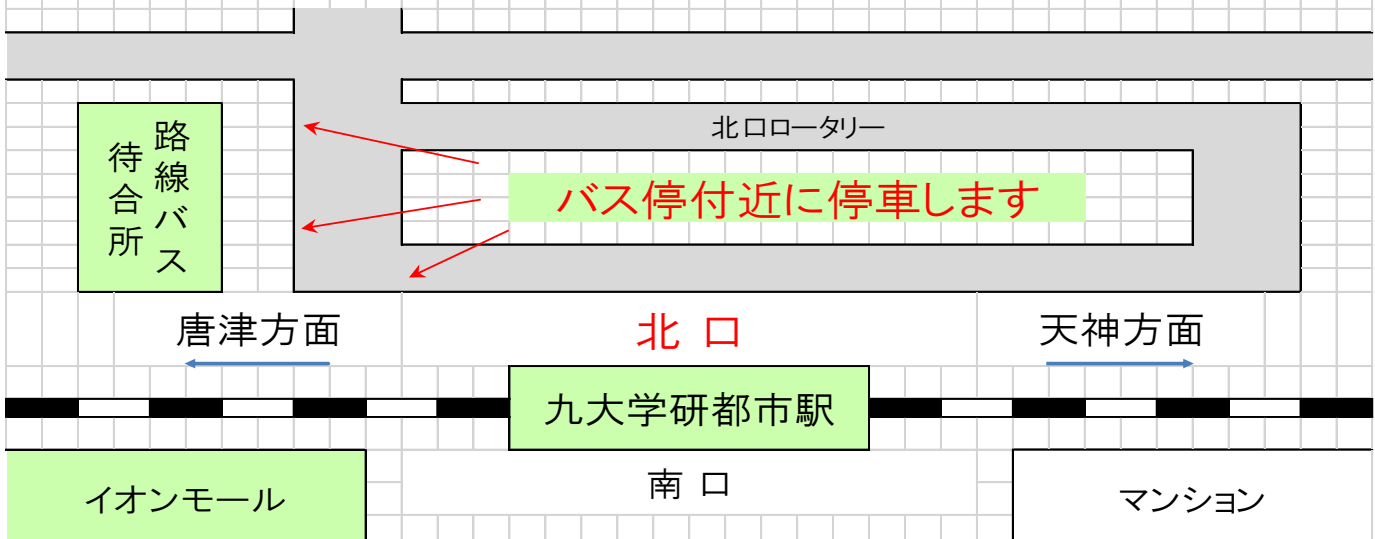 北口ロータリー
路線バス
待合所
バス停付近に停車します
唐津方面
北 口
天神方面
九大学研都市駅
イオンモール
南 口
マンション